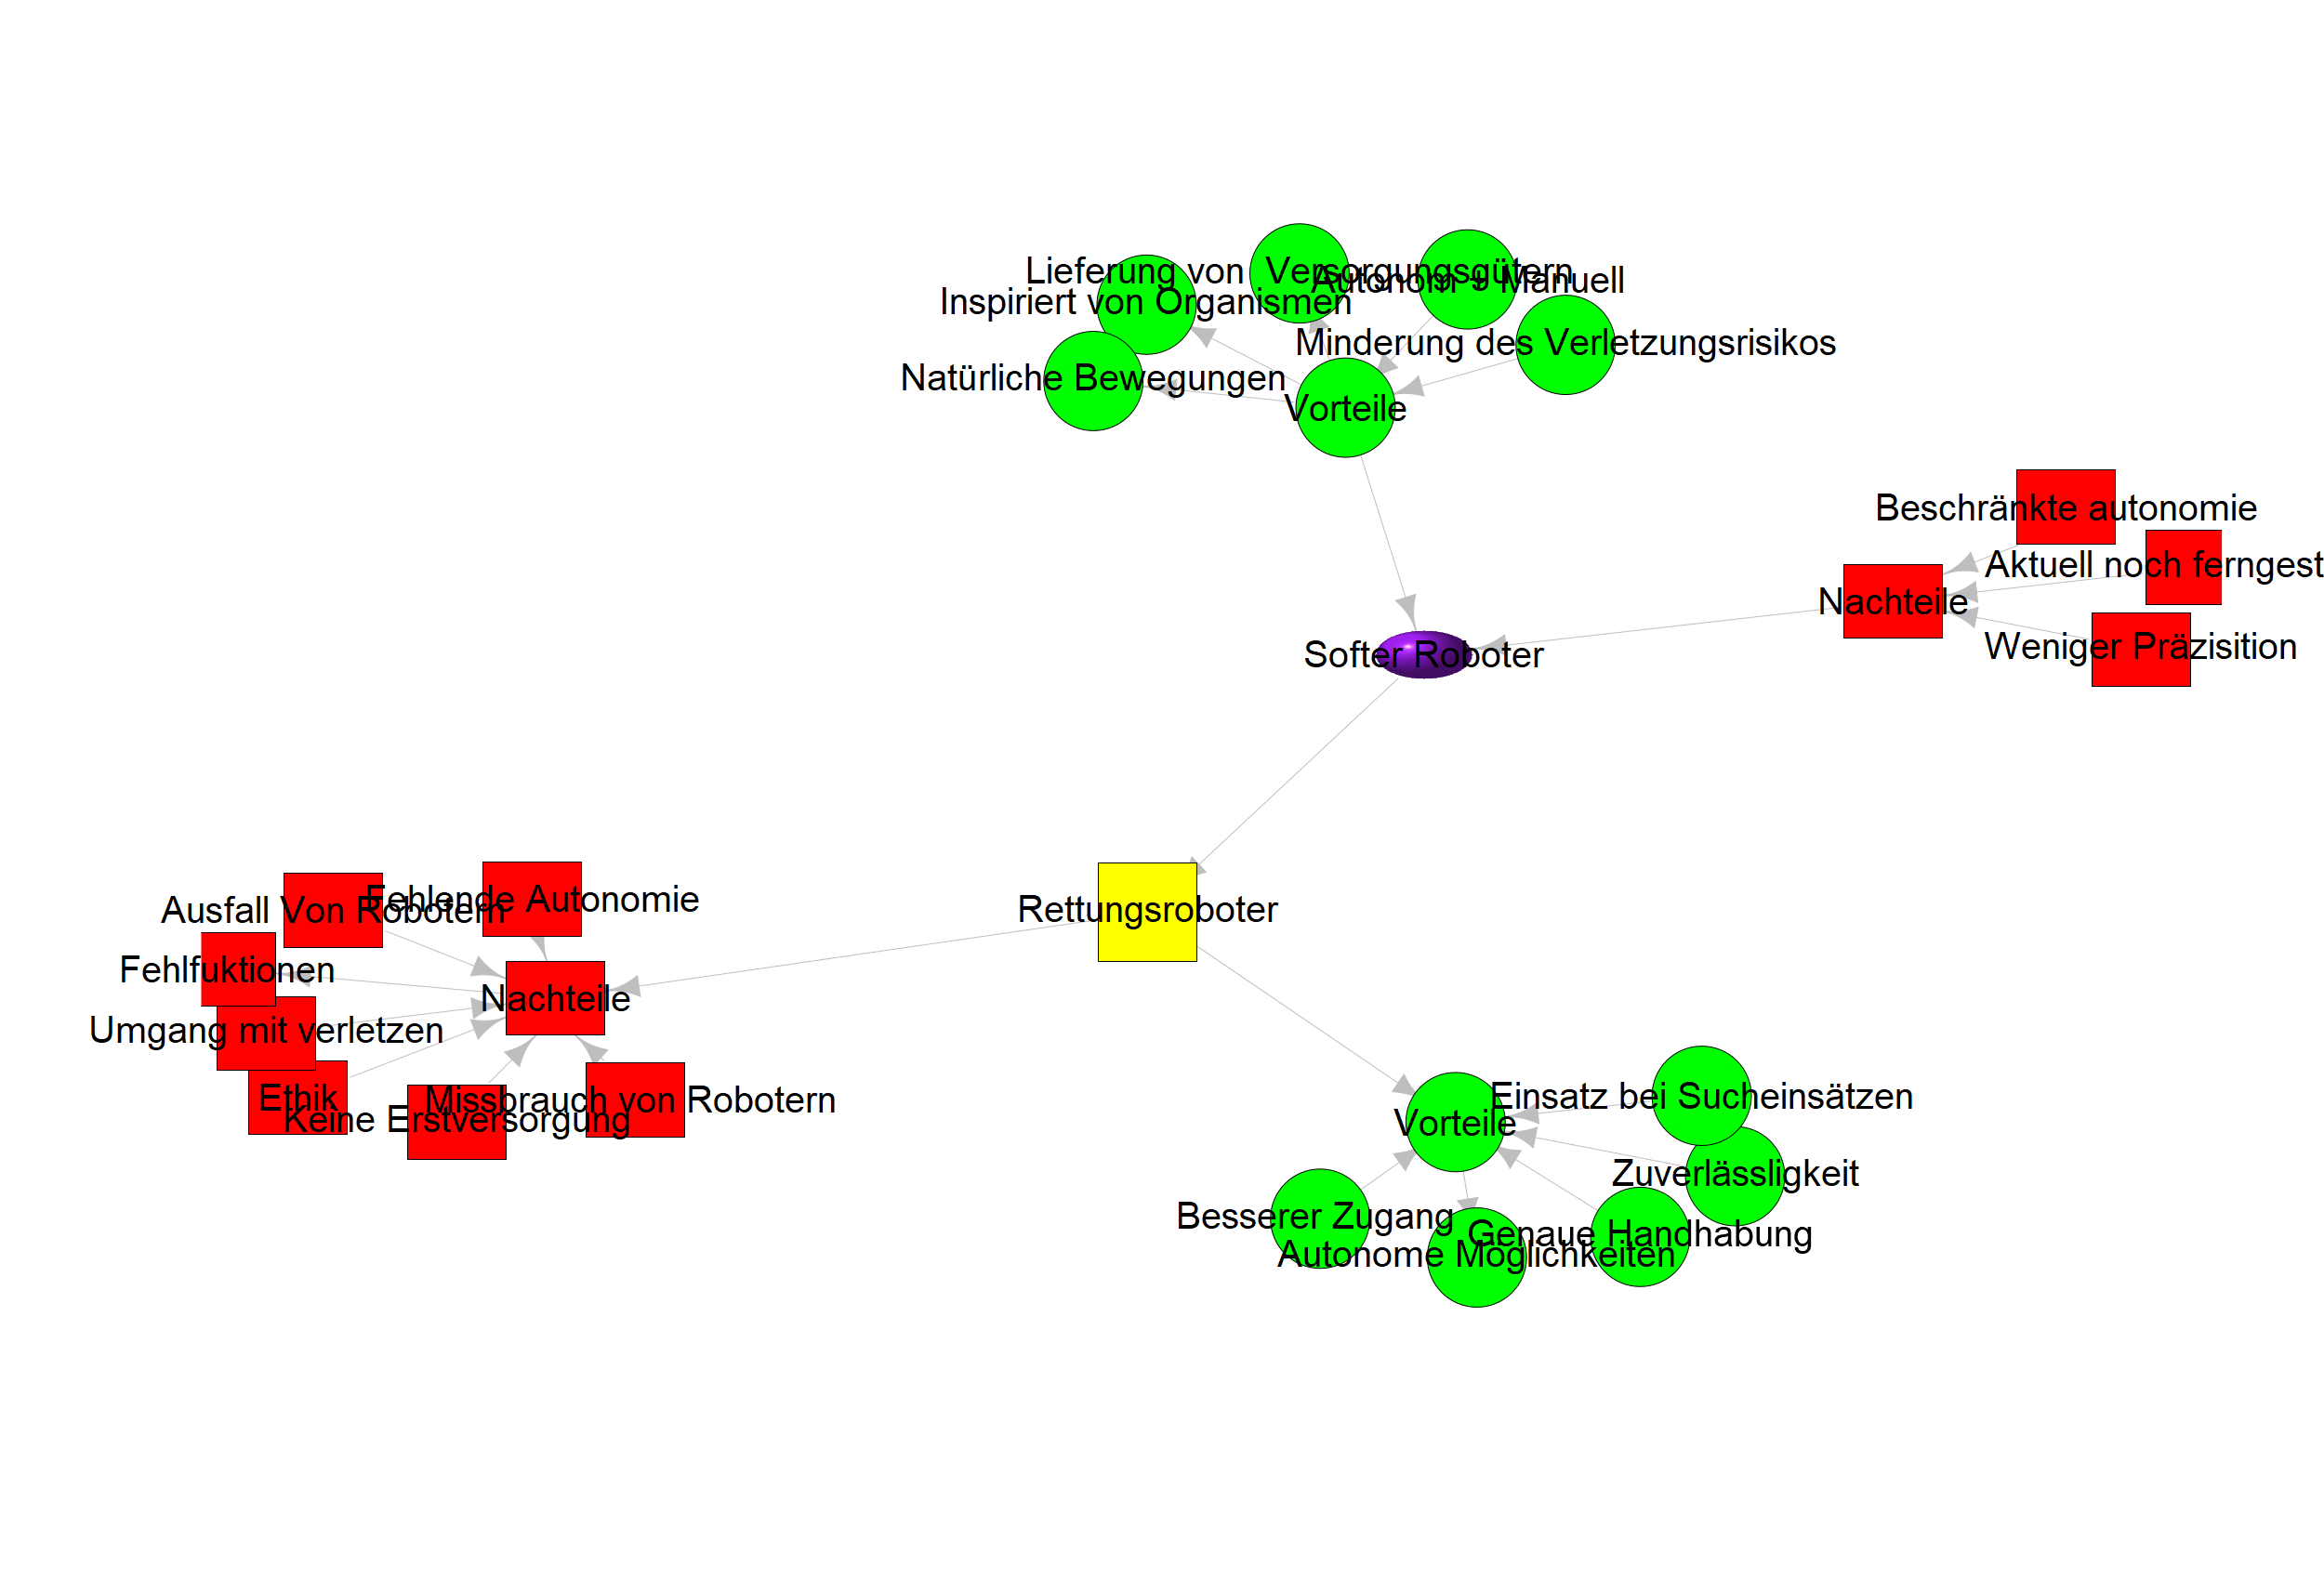 Lieferung von Versorgungsgütern
Autonom + Manuell
Inspiriert von Organismen
Minderung des Verletzungsrisikos
Natürliche Bewegungen
Vorteile
Beschränkte autonomie
Aktuell noch ferngest
Nachteile
Weniger Präzisition
Softer Roboter
Rettungsroboter
Fehlende Autonomie
Ausfall Von Robotern
Fehlfuktionen
Nachteile
Umgang mit verletzen
Ethik
Missbrauch von Robotern
Keine Erstversorgung
Einsatz bei Sucheinsätzen
Vorteile
Zuverlässligkeit
Besserer Zugang
Genaue Handhabung
Autonome Möglichkeiten